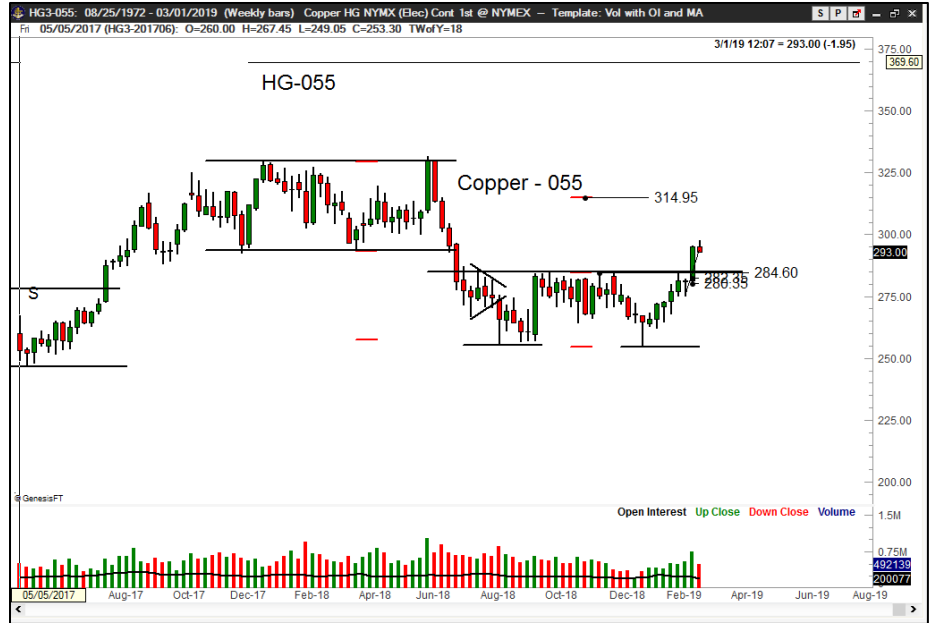 HG3-055: 08/25/1972 - 03/01/2019 (Weekly bars) Copper HG NYMX (Elec) Cont 1st @ NYMEX — Template: Vol with OI and MA S P
Fri 05/05/2017 (HG3-201706): O=260.00 H=267.45 L=249.05 C=253.30 TWofY=18
3/1/19 12:07 = 293.00 (-1.95)
375.00
369.60
HG-055
350.00
325.00
Copper - 055
314.95
300.00
293.00
S
284.60
280.35
275.00
250.00
225.00
200.00
© GenesisFT
Open Interest Up Close Down Close Volume
1.5M
0.75M
492139
200077
05/05/2017 Aug-17 Oct-17 Dec-17 Feb-18 Apr-18 Jun-18 Aug-18 Oct-18 Dec-18 Feb-19 Apr-19 Jun-19 Aug-19